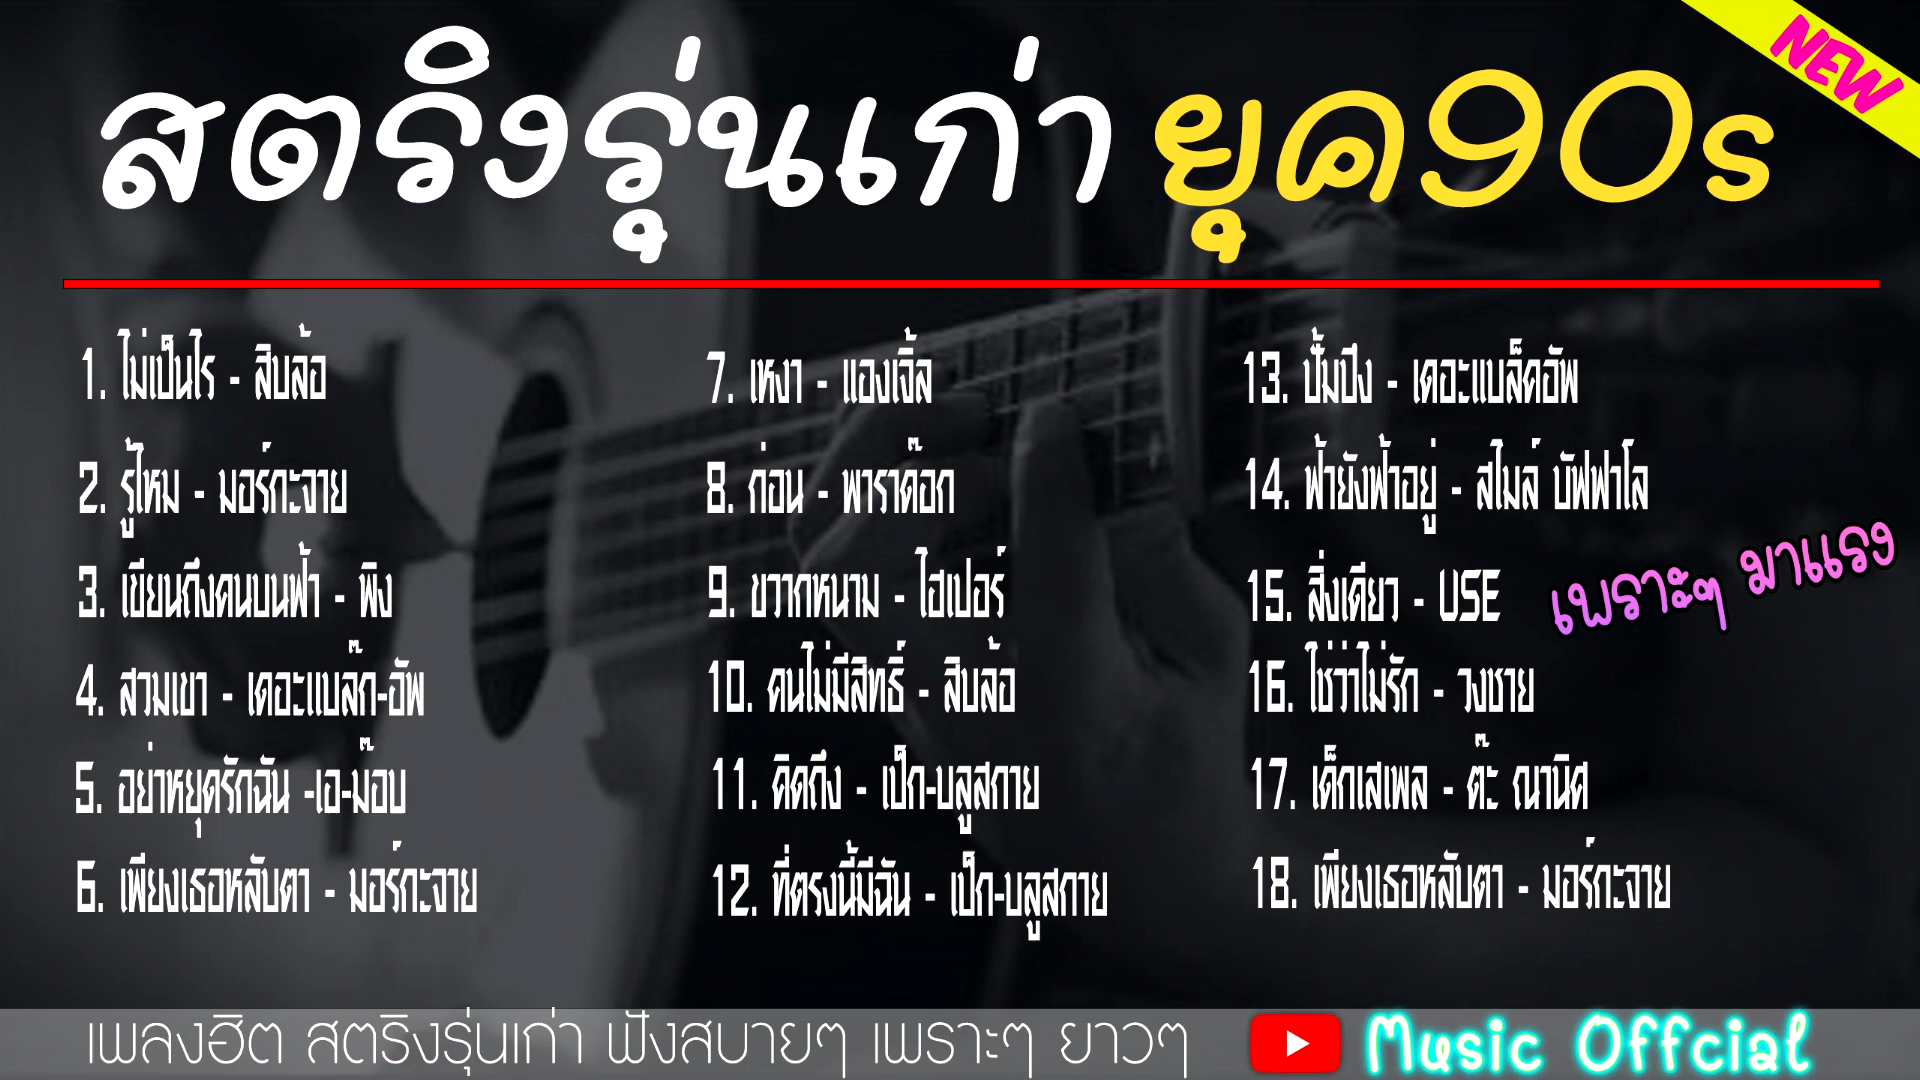 NEW
สตริงรุ่นเก่า ยุค90s
1. ไม่เป็นไร - สิบล้อ
2. รู้ไหม - มอร์กะจาย
3. เขียนถึงคนบนฟ้า - พิง
4. สามเขา - เดอะแบล๊ก-อัพ
5. อย่าหยุดรักฉัน -เอ-ม๊อบ
6. เพียงเธอหลับตา - มอร์กะจาย
7. เหงา - แองเจิ้ล
8. ก่อน - พาราด๊อก
9. ขวากหนาม - ไฮเปอร์
10. คนไม่มีสิทธิ์ - สิบล้อ
11. คิดถึง - เป๊ก-บลูสกาย
12. ที่ตรงนี้มีฉัน - เป๊ก-บลูสกาย
13. ปั้มปึง - เดอะแบล็คอัพ
14. ฟ้ายังฟ้าอยู่ - สไมล์ บัฟฟาโล
15. สิ่งเดียว - USE
16. ใช่ว่าไม่รัก - วงชาย
17. เด็กเสเพล - ต๊ะ ณานิศ
18. เพียงเธอหลับตา - มอร์กะจาย
เพราะๆ มาแรง
เพลงฮิต สตริงรุ่นเก่า ฟังสบายๆ เพราะๆ ยาวๆ
Music Offcial